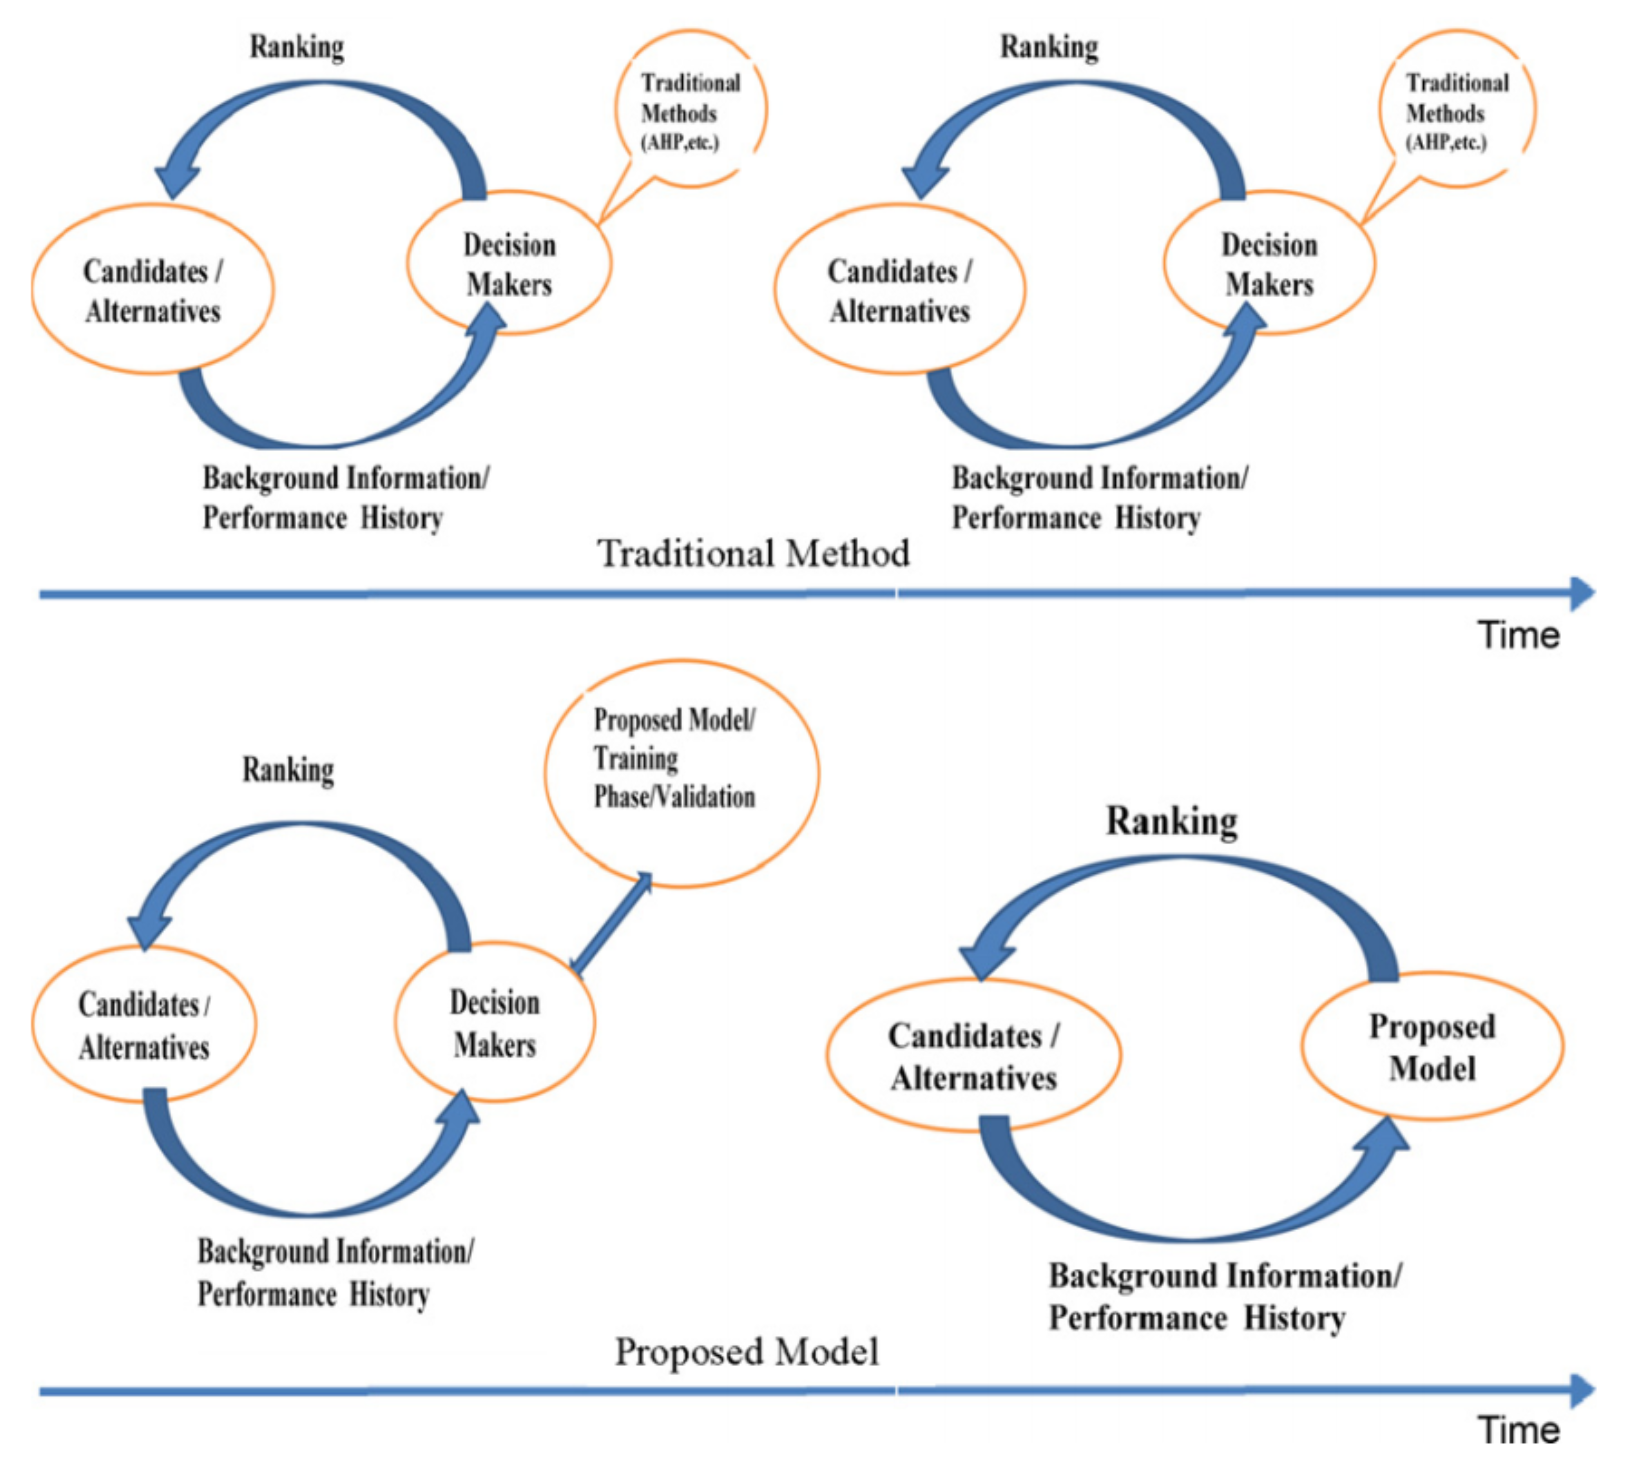 Ranking
Traditional
Methods
(AHP,etc.)
Candidates /
Alternatives
Decision
Makers
Background Information/
Performance History
Ranking
Traditional
Methods
(AHP,etc.)
Candidates /
Alternatives
Decision
Makers
Background Information/
Performance History
Traditional Method
Time
Ranking
Proposed Model/
Training
Phase/Validation
Candidates /
Alternatives
Decision
Makers
Background Information/
Performance History
Ranking
Candidates /
Alternatives
Proposed
Model
Background Information/
Performance History
Proposed Model
Time